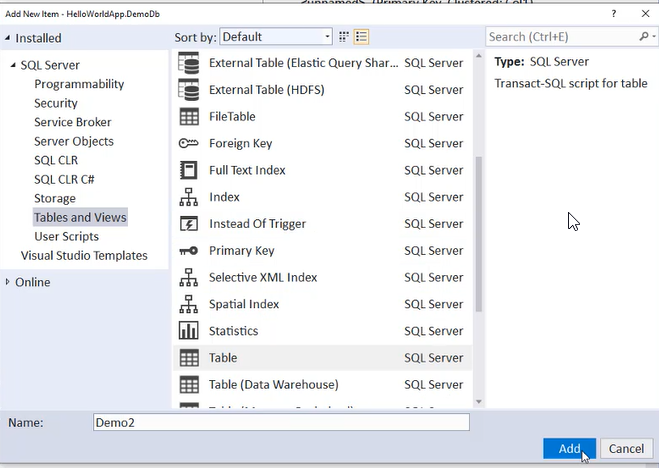 <unnamed> (Primary Key, Clustered: Col1)
Add New Item - HelloWorldApp.DemoDb
Installed
Sort by: Default
Search (Ctrl+E)
SQL Server
Programmability
Security
Service Broker
Server Objects
SQL CLR
SQL CLR C#
Storage
Tables and Views
User Scripts
Visual Studio Templates
Online
External Table (Elastic Query Shar... SQL Server
External Table (HDFS) SQL Server
FileTable SQL Server
Foreign Key SQL Server
Full Text Index SQL Server
Index SQL Server
Instead Of Trigger SQL Server
Primary Key SQL Server
Selective XML Index SQL Server
Spatial Index SQL Server
Statistics SQL Server
Table SQL Server
Table (Data Warehouse) SQL Server
Type: SQL Server
Transact-SQL script for table
Name: Demo2
Add Cancel